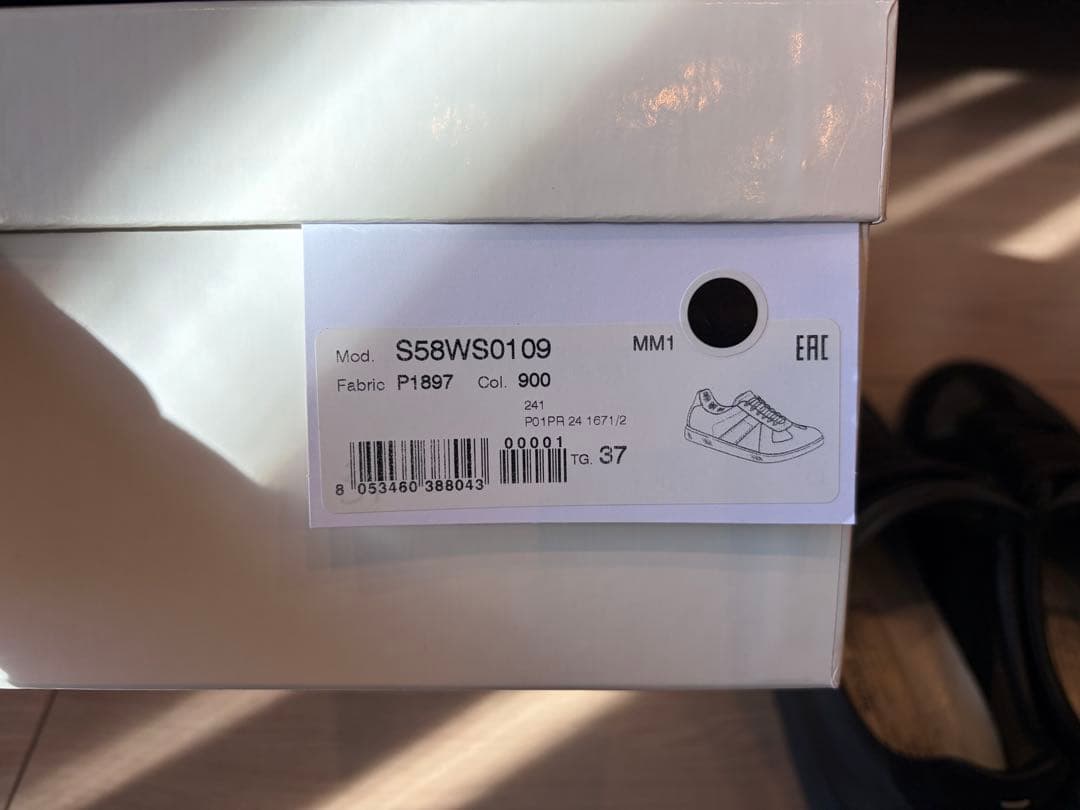 Mod. S58WS0109 MM1 EAC
Fabric P1897 Col. 900
241
P01PR 24 1671/2
00001
TG. 37
8 053460 388043